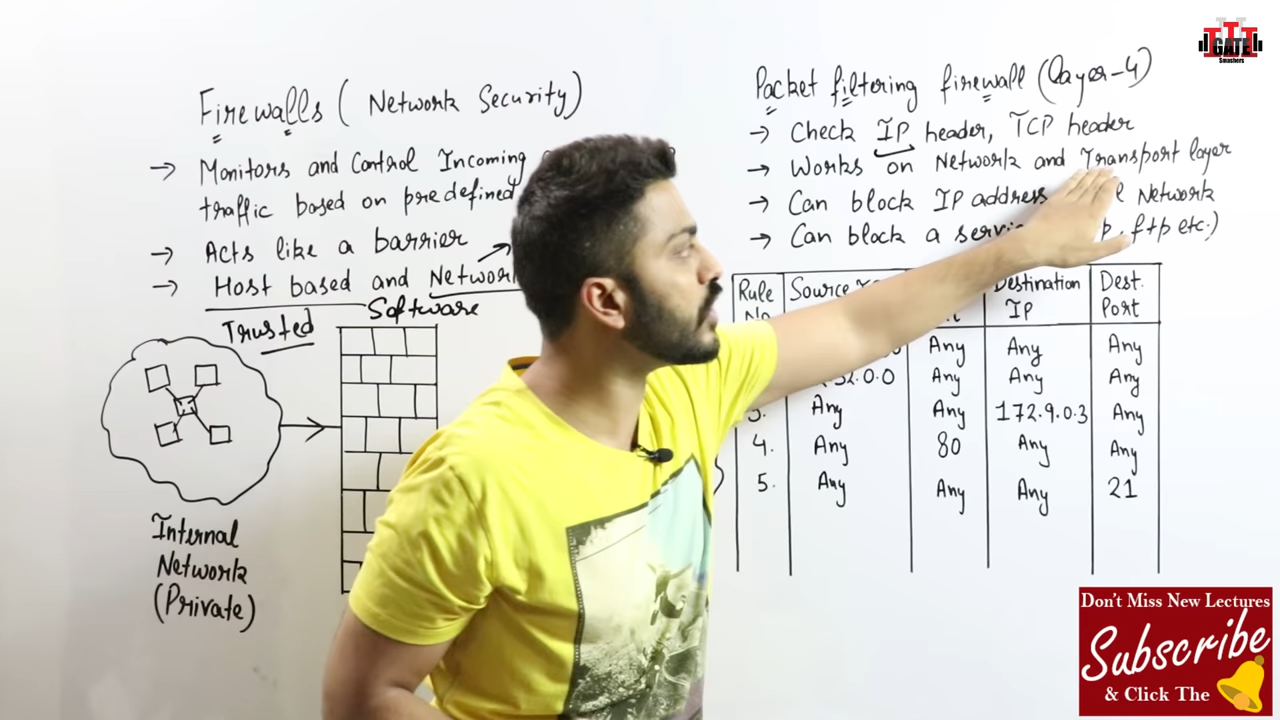 GATE
Smashers
Firewalls (Network Security)
→ Monitors and Control Incoming
traffic based on predefined
→ Acts like a barrier
→ Host based and Network
Software
Trusted
Internal
Network
(Private)
Packet filtering firewall (layer-4)
→ Check IP header, TCP header
→ Works on Network and Transport layer
→ Can block IP address Network
→ Can block a ftp etc.)
Rule Source Destination Dest.
No. IP Port
Any Any Any
.0.0 Any Any Any
3. Any Any 172.9.0.3 Any
4. Any 80 Any Any
5. Any Any Any 21
Don't Miss New Lectures
Subscribe
& Click The